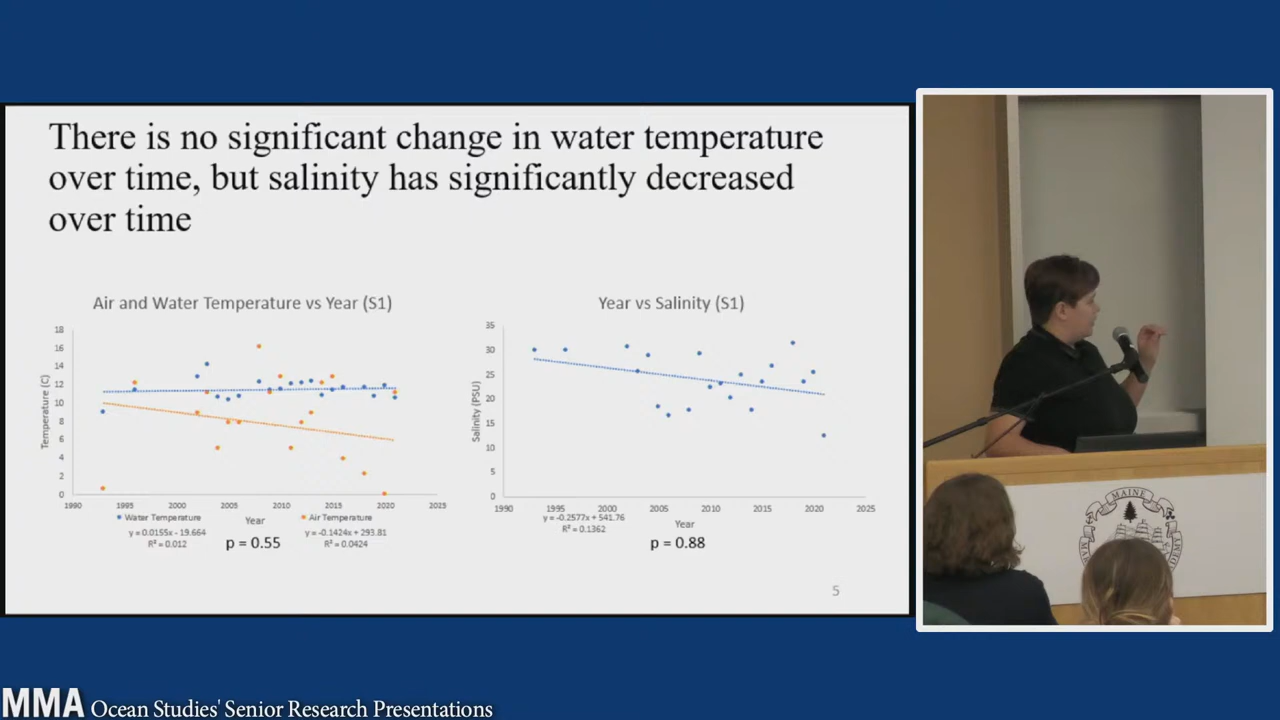 There is no significant change in water temperature
over time, but salinity has significantly decreased
over time
Air and Water Temperature vs Year (S1)
18
16
14
12
10
8
6
4
2
0
Temperature (C)
1990 1995 2000 2005 2010 2015 2020 2025
Water Temperature Year Air Temperature
y = 0.0155x - 19.664
R² = 0.012
p = 0.55
y = -0.1424x + 293.81
R² = 0.0424
Year vs Salinity (S1)
35
30
25
20
15
10
5
0
Salinity (PSU)
1990 1995 2000 2005 2010 2015 2020 2025
y = -0.2577x + 541.76
R² = 0.1362
Year
p = 0.88
5
MAINE
MMA Ocean Studies' Senior Research Presentations